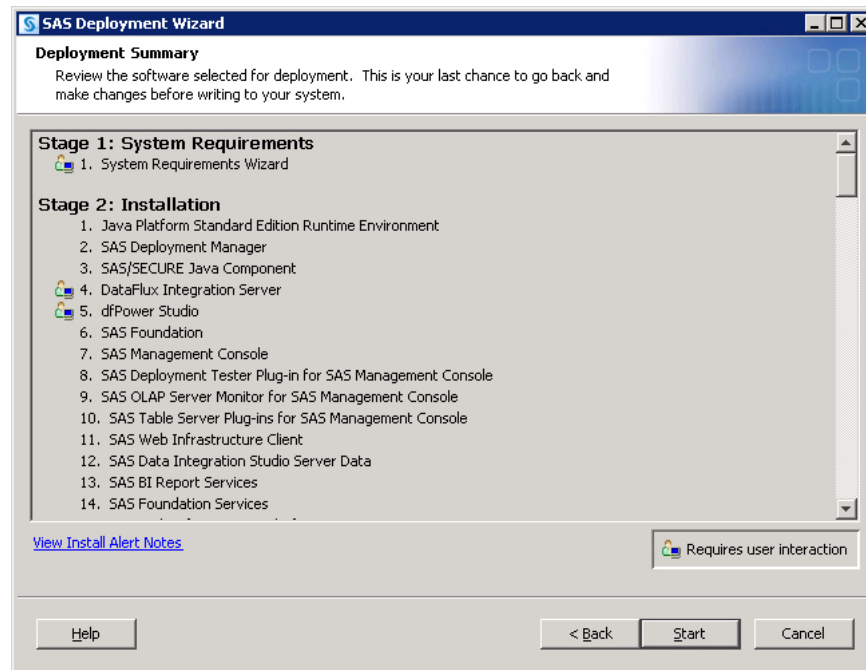 SAS Deployment Wizard
Deployment Summary
Review the software selected for deployment. This is your last chance to go back and
make changes before writing to your system.
Stage 1: System Requirements
1. System Requirements Wizard
Stage 2: Installation
1. Java Platform Standard Edition Runtime Environment
2. SAS Deployment Manager
3. SAS/SECURE Java Component
4. DataFlux Integration Server
5. dfPower Studio
6. SAS Foundation
7. SAS Management Console
8. SAS Deployment Tester Plug-in for SAS Management Console
9. SAS OLAP Server Monitor for SAS Management Console
10. SAS Table Server Plug-ins for SAS Management Console
11. SAS Web Infrastructure Client
12. SAS Data Integration Studio Server Data
13. SAS BI Report Services
14. SAS Foundation Services
View Install Alert Notes
Requires user interaction
Help
< Back
Start
Cancel